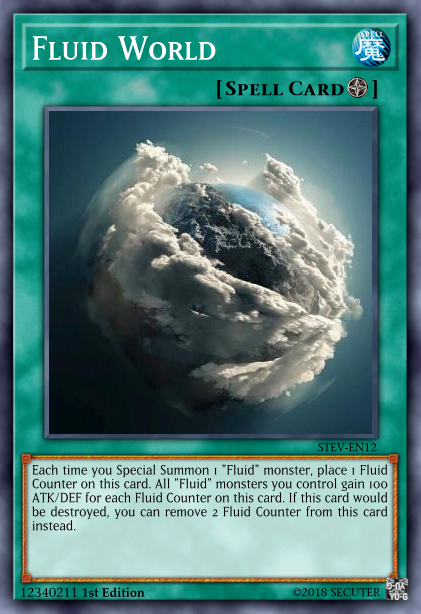 Fluid World
魔
[Spell Card]
STEV-EN12
Each time you Special Summon 1 "Fluid" monster, place 1 Fluid
Counter on this card. All "Fluid" monsters you control gain 100
ATK/DEF for each Fluid Counter on this card. If this card would
be destroyed, you can remove 2 Fluid Counter from this card
instead.
12340211 1st Edition ©2018 SECUTER